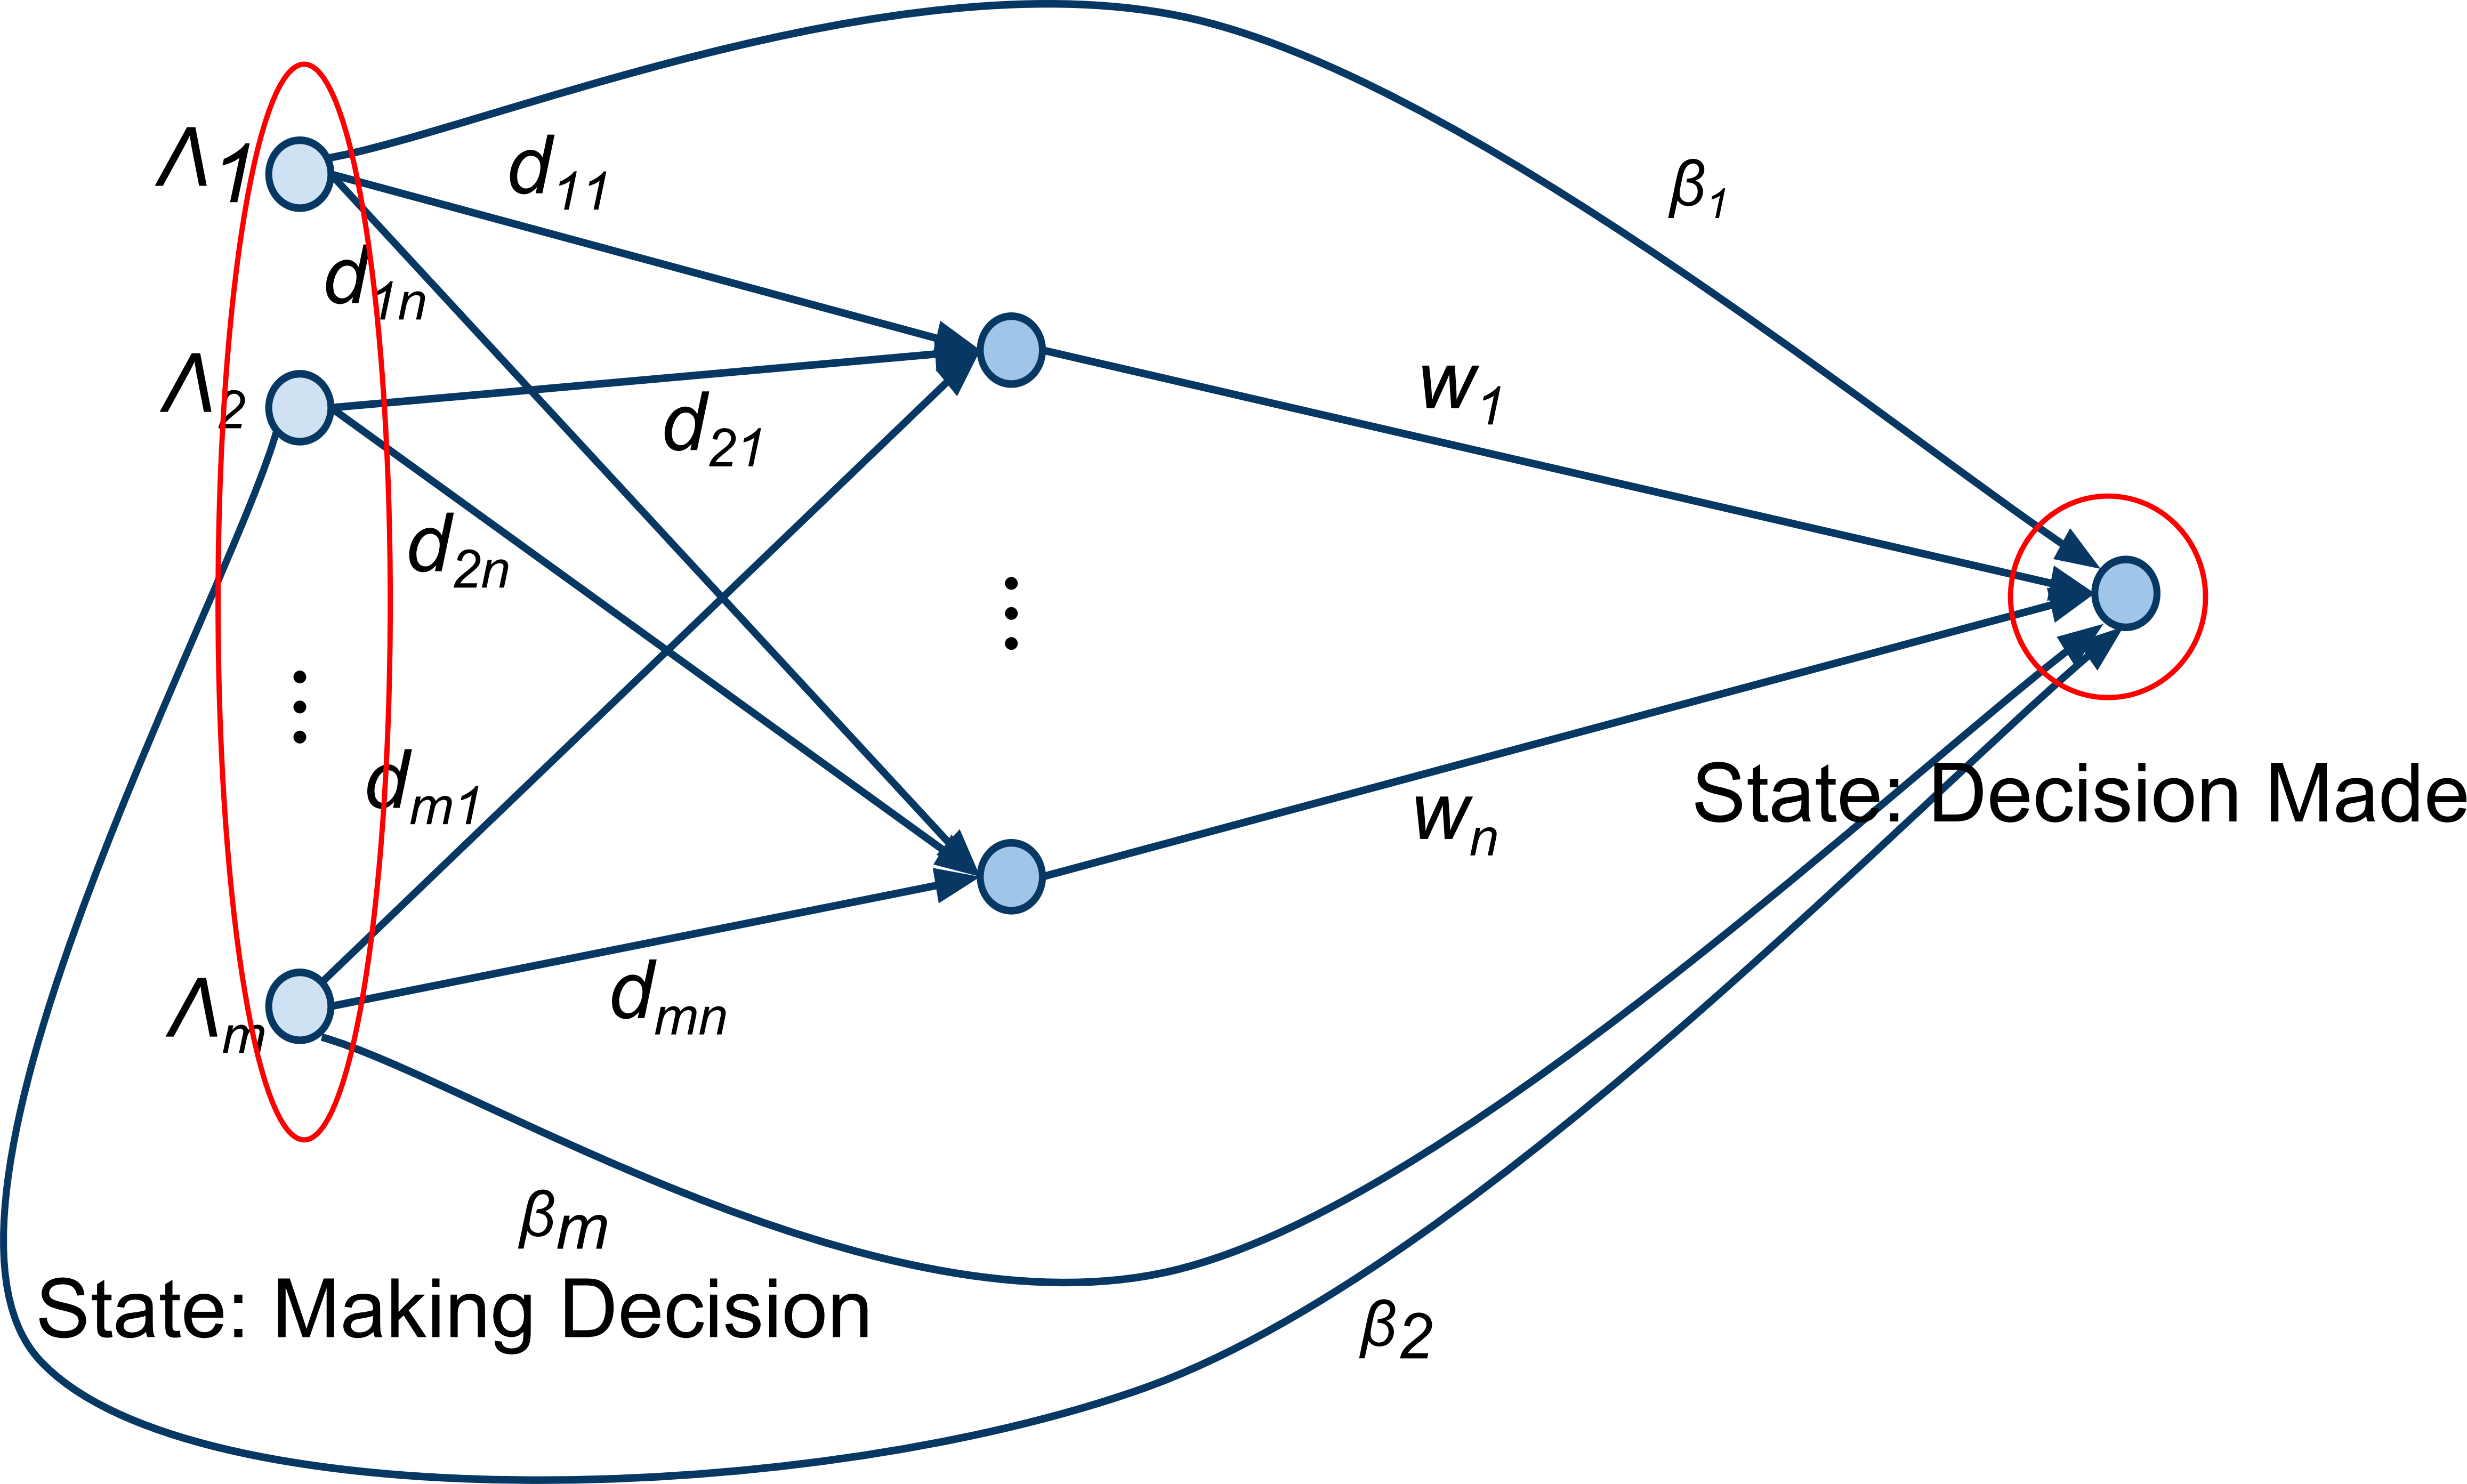 Λ1
d11
β1
d1n
Λ2
w1
d21
d2n
dm1
State: Decision Made
wn
Λm
dmn
βm
State: Making Decision
β2